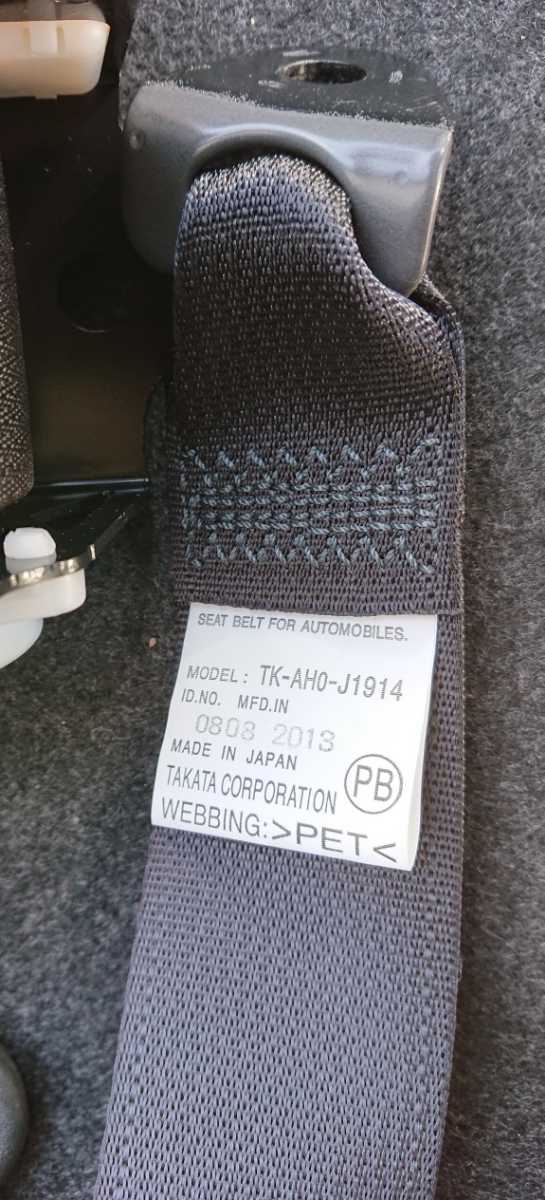 SEAT BELT FOR AUTOMOBILES.
MODEL: TK-AH0-J1914
ID.NO. MFD.IN
0808 2013
MADE IN JAPAN
TAKATA CORPORATION
PB
WEBBING:>PET<